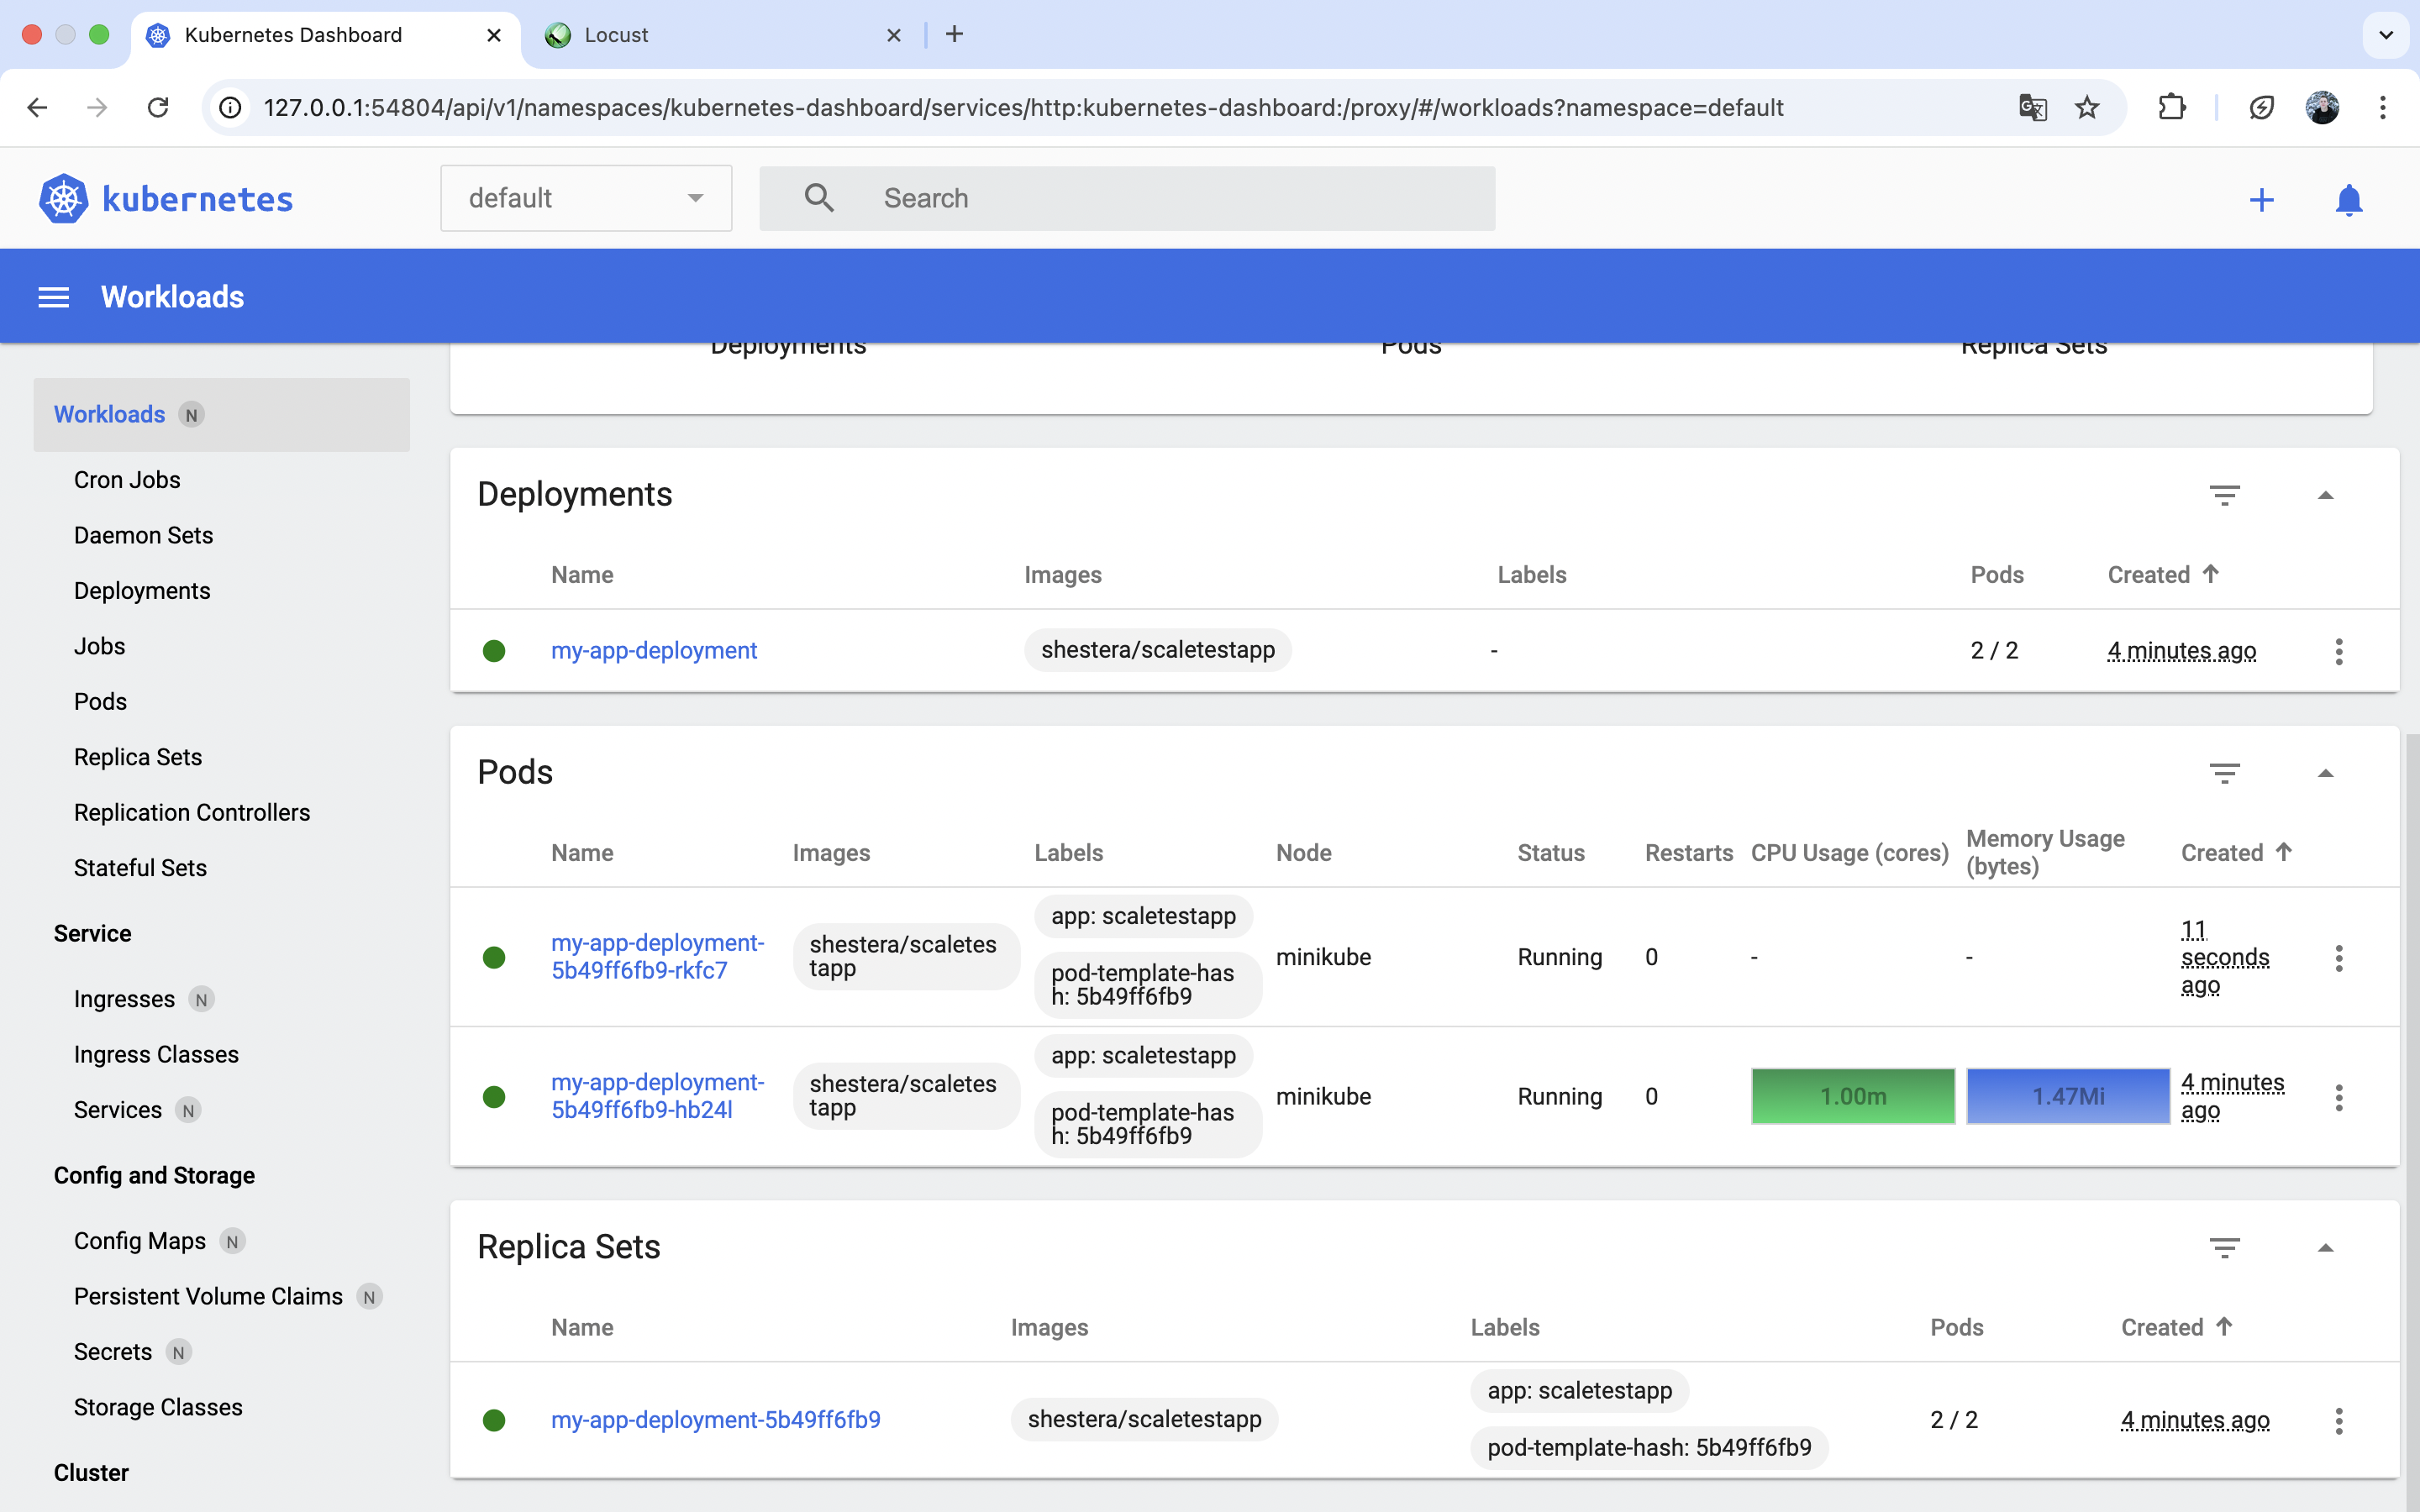 Kubernetes Dashboard
Locust
127.0.0.1:54804/api/v1/namespaces/kubernetes-dashboard/services/http:kubernetes-dashboard:/proxy/#/workloads?namespace=default
kubernetes
default
Search
Workloads
Deployments
Pods
Replica Sets
Workloads N
Cron Jobs
Daemon Sets
Deployments
Jobs
Pods
Replica Sets
Replication Controllers
Stateful Sets
Service
Ingresses N
Ingress Classes
Services N
Config and Storage
Config Maps N
Persistent Volume Claims N
Secrets N
Storage Classes
Cluster
Deployments
Name Images Labels Pods Created
my-app-deployment shestera/scaletestapp - 2 / 2 4 minutes ago
Pods
Name Images Labels Node Status Restarts CPU Usage (cores) Memory Usage
(bytes) Created
my-app-deployment-
5b49ff6fb9-rkfc7
shestera/scaletes
tapp
app: scaletestapp
pod-template-has
h: 5b49ff6fb9
minikube Running 0 - -
11
seconds
ago
my-app-deployment-
5b49ff6fb9-hb24l
shestera/scaletes
tapp
app: scaletestapp
pod-template-has
h: 5b49ff6fb9
minikube Running 0 1.00m 1.47Mi
4 minutes
ago
Replica Sets
Name Images Labels Pods Created
my-app-deployment-5b49ff6fb9 shestera/scaletestapp
app: scaletestapp
pod-template-hash: 5b49ff6fb9
2 / 2 4 minutes ago